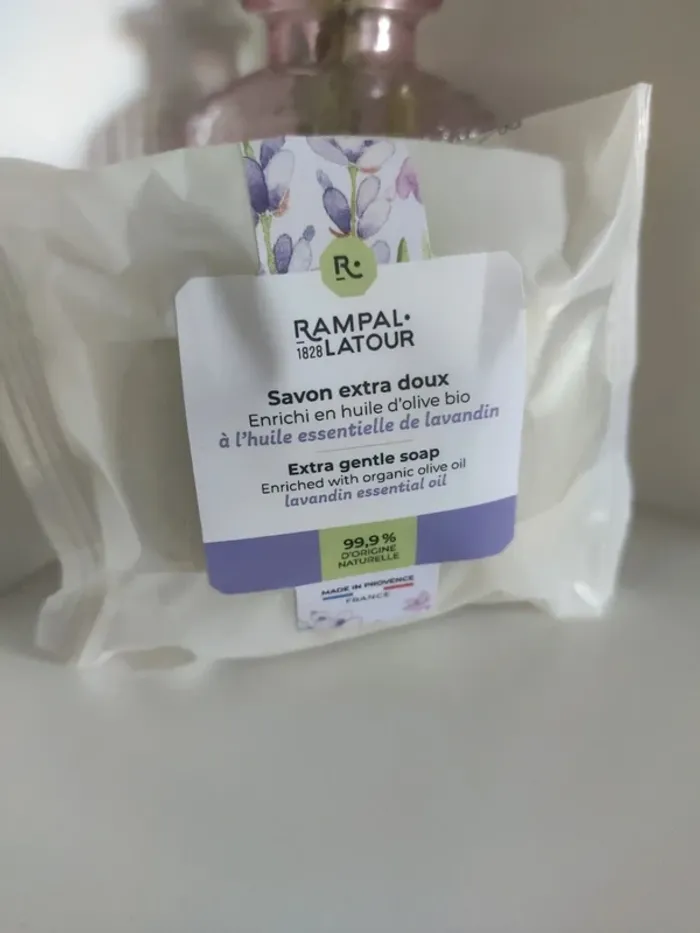 R.
RAMPAL.
1828 LATOUR
Savon extra doux
Enrichi en huile d'olive bio
à l'huile essentielle de lavandin
Extra gentle soap
Enriched with organic olive oil
lavandin essential oil
99,9 %
D'ORIGINE
NATURELLE
MADE IN PROVENCE
FRANCE